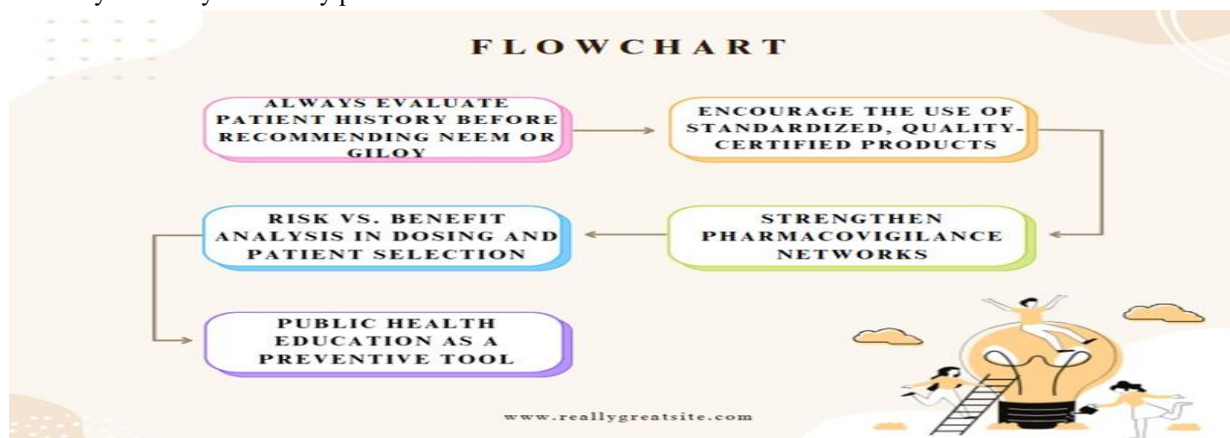 FLOWCHART
ALWAYS EVALUATE
PATIENT HISTORY BEFORE
RECOMMENDING NEEM OR
GILOY
ENCOURAGE THE USE OF
STANDARDIZED, QUALITY-
CERTIFIED PRODUCTS
STRENGTHEN
PHARMACOVIGILANCE
NETWORKS
RISK VS. BENEFIT
ANALYSIS IN DOSING AND
PATIENT SELECTION
PUBLIC HEALTH
EDUCATION AS A
PREVENTIVE TOOL
www.reallygreatsite.com